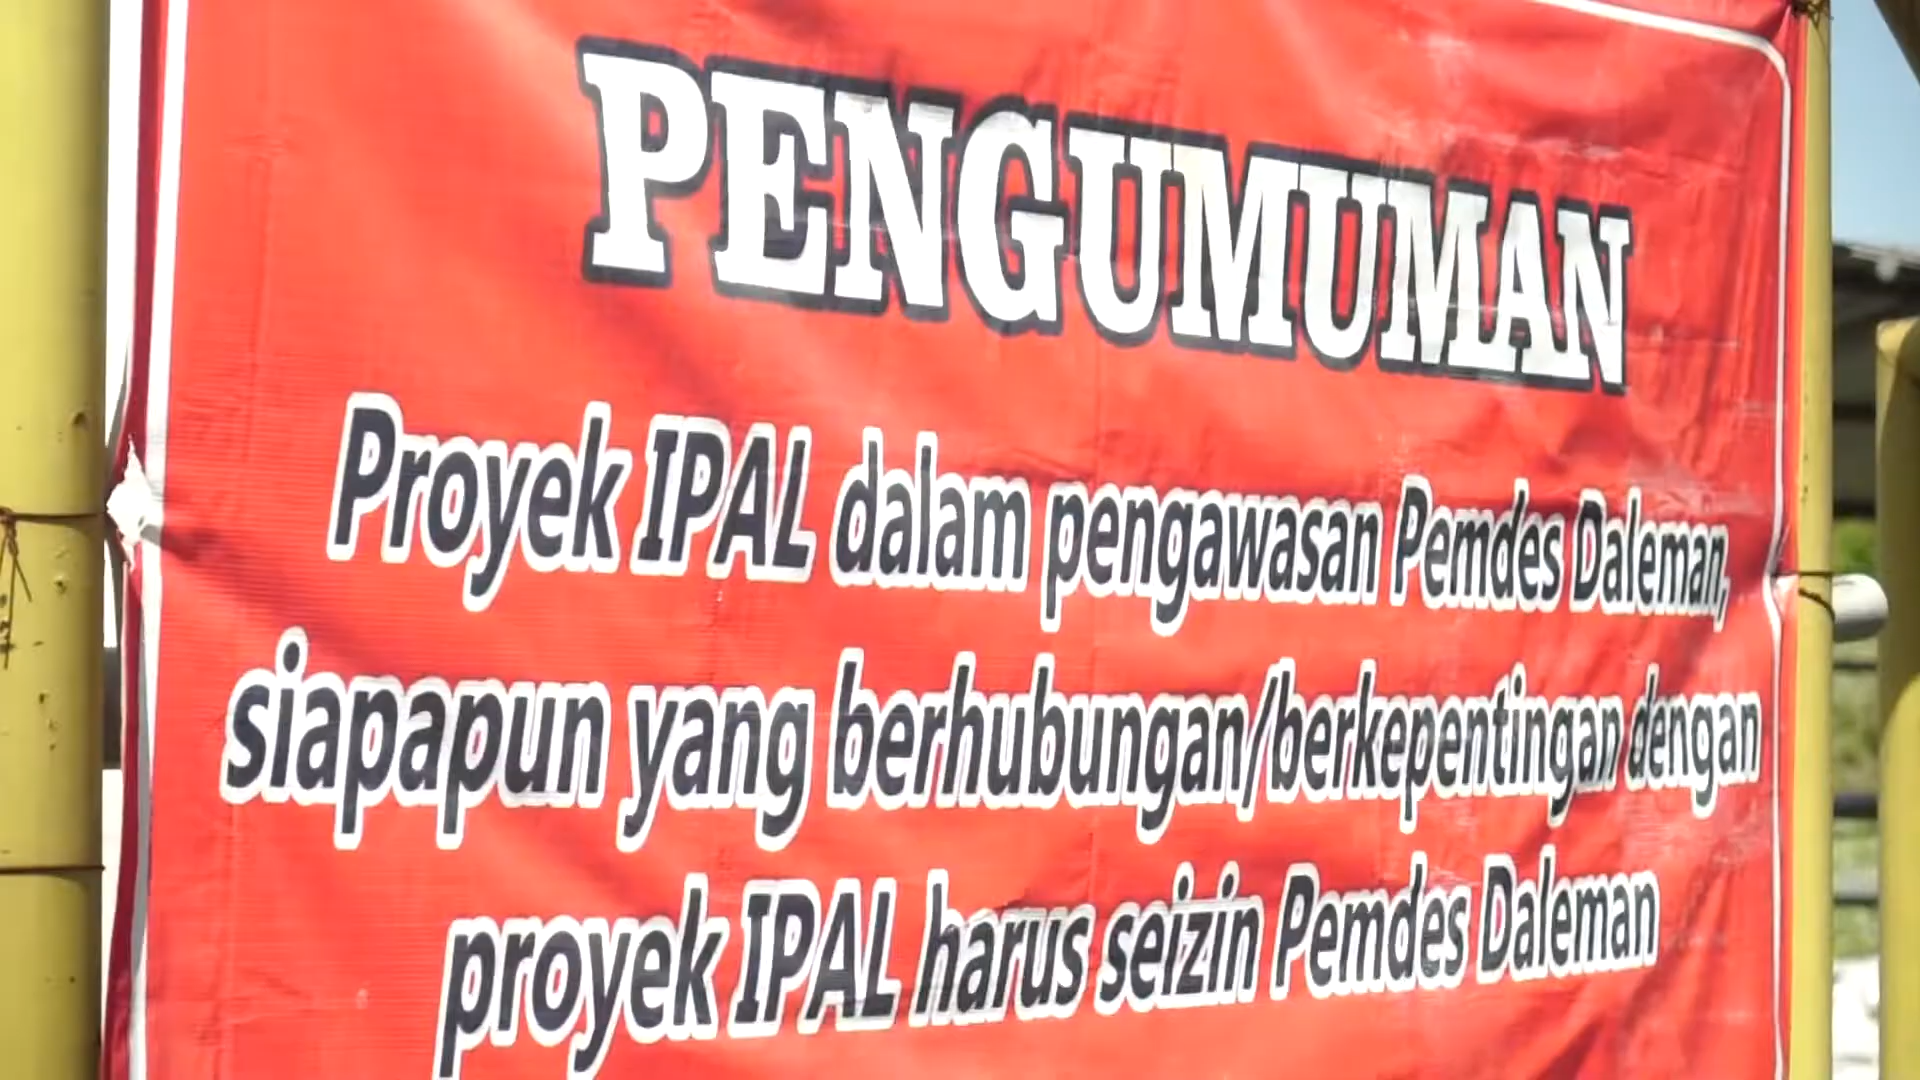 PENGUMUMAN
Proyek IPAL dalam pengawasan Pemdes Daleman,
siapapun yang berhubungan/berkepentingan dengan
proyek IPAL harus seizin Pemdes Daleman